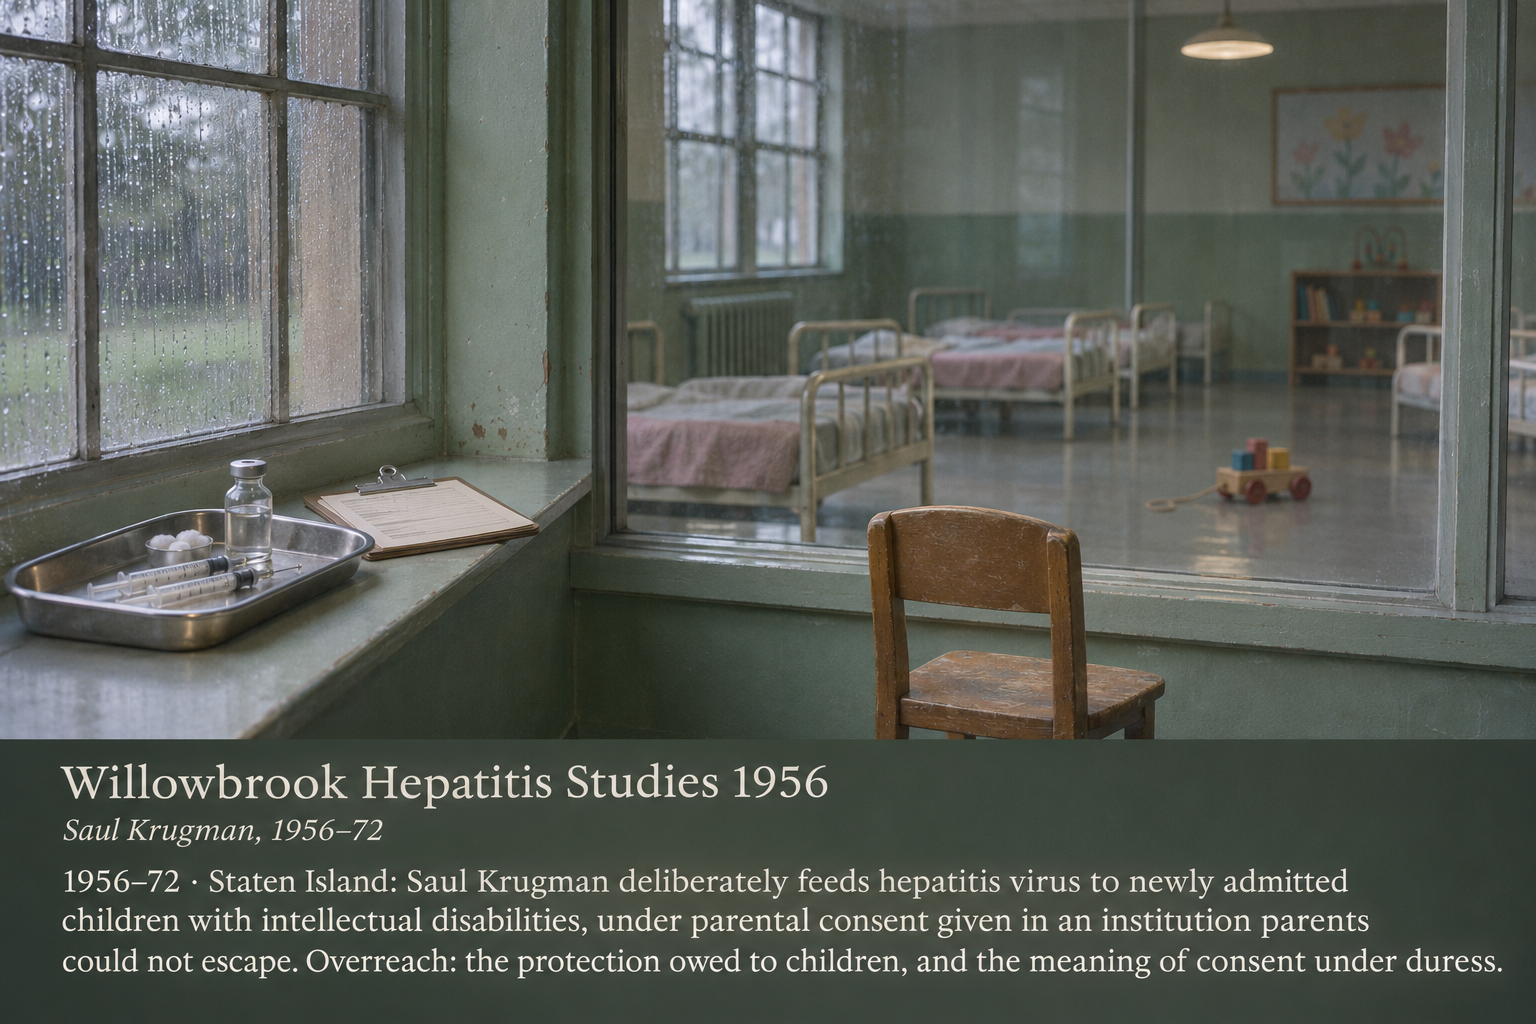 Willowbrook Hepatitis Studies 1956
Saul Krugman, 1956–72
1956–72 · Staten Island: Saul Krugman deliberately feeds hepatitis virus to newly admitted
children with intellectual disabilities, under parental consent given in an institution parents
could not escape. Overreach: the protection owed to children, and the meaning of consent under duress.